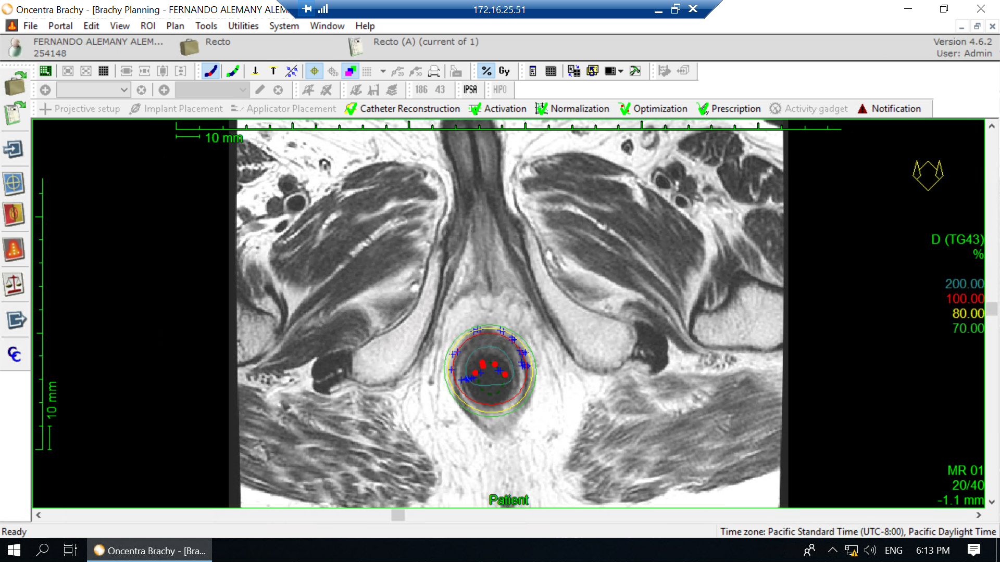 Oncentra Brachy - [Brachy Planning - FERNANDO ALEMANY ALEM...
172.16.25.51
File Portal Edit View ROI Plan Tools Utilities System Window Help
FERNANDO ALEMANY ALEM...
254148
Recto
Recto (A) (current of 1)
Version 4.6.2
User: Admin
% Gy
186 43 IPSA HIPO
Projective setup Implant Placement Applicator Placement Catheter Reconstruction Activation Normalization Optimization Prescription Activity gadget Notification
10 mm
D (TG43)
%
200.00
100.00
80.00
70.00
10 mm
MR 01
20/40
-1.1 mm
Patient
Ready
Time zone: Pacific Standard Time (UTC-8:00), Pacific Daylight Time
Oncentra Brachy - [Bra...
ENG
6:13 PM